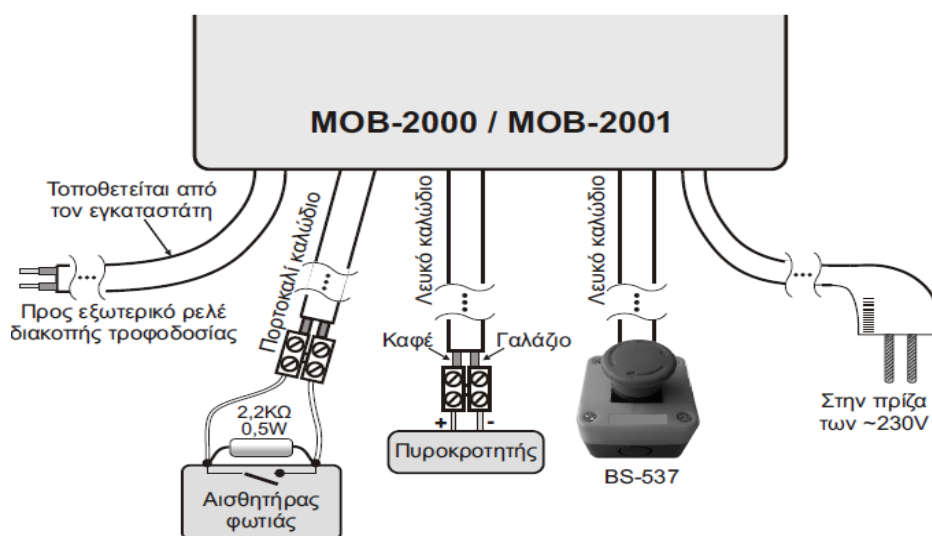 MOB-2000 / MOB-2001
Τοποθετείται από
τον εγκαταστάτη
Προς εξωτερικό ρελέ
διακοπής τροφοδοσίας
Πορτοκαλί καλώδιο
2,2ΚΩ
0,5W
Αισθητήρας
φωτιάς
Λευκό καλώδιο
Καφέ
Γαλάζιο
+ -
Πυροκροτητής
Λευκό καλώδιο
BS-537
Στην πρίζα
των ~230V